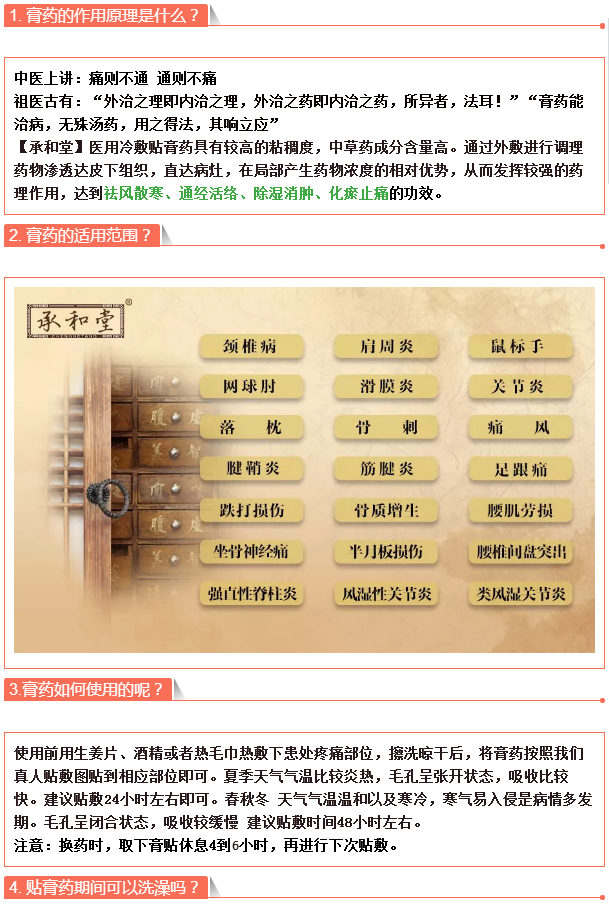 1. 膏药的作用原理是什么？
中医上讲：痛则不通 通则不痛
祖医古有：“外治之理即内治之理，外治之药即内治之药，所异者，法耳！”“膏药能
治病，无殊汤药，用之得法，其响立应”
【承和堂】医用冷敷贴膏药具有较高的粘稠度，中草药成分含量高。通过外敷进行调理
药物渗透达皮下组织，直达病灶，在局部产生药物浓度的相对优势，从而发挥较强的药
理作用，达到祛风散寒、通经活络、除湿消肿、化瘀止痛的功效。
2. 膏药的适用范围？
承和堂®
CHENGHETANG
颈椎病 肩周炎 鼠标手
网球肘 滑膜炎 关节炎
落枕 骨刺 痛风
腱鞘炎 筋腱炎 足跟痛
跌打损伤 骨质增生 腰肌劳损
坐骨神经痛 半月板损伤 腰椎间盘突出
强直性脊柱炎 风湿性关节炎 类风湿关节炎
3.膏药如何使用的呢？
使用前用生姜片、酒精或者热毛巾热敷下患处疼痛部位，擦洗晾干后，将膏药按照我们
真人贴敷图贴到相应部位即可。夏季天气气温比较炎热，毛孔呈张开状态，吸收比较
快。建议贴敷24小时左右即可。春秋冬 天气气温温和以及寒冷，寒气易入侵是病情多发
期。毛孔呈闭合状态，吸收较缓慢 建议贴敷时间48小时左右。
注意：换药时，取下膏贴休息4到6小时，再进行下次贴敷。
4. 贴膏药期间可以洗澡吗？